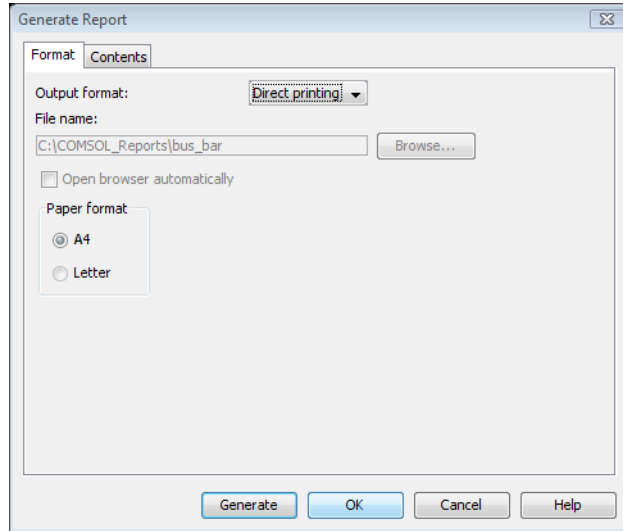 Generate Report
Format Contents
Output format: Direct printing
File name:
C:\COMSOL_Reports\bus_bar Browse...
Open browser automatically
Paper format
A4
Letter
Generate OK Cancel Help